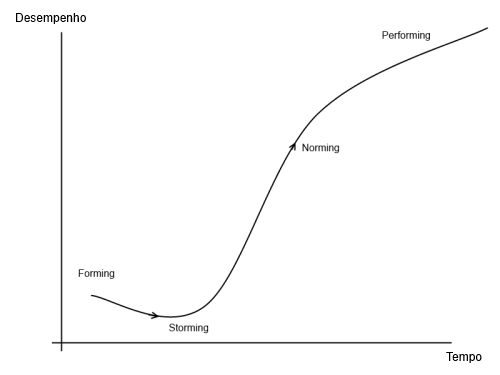 Desempenho
Performing
Norming
Forming
Storming
Tempo